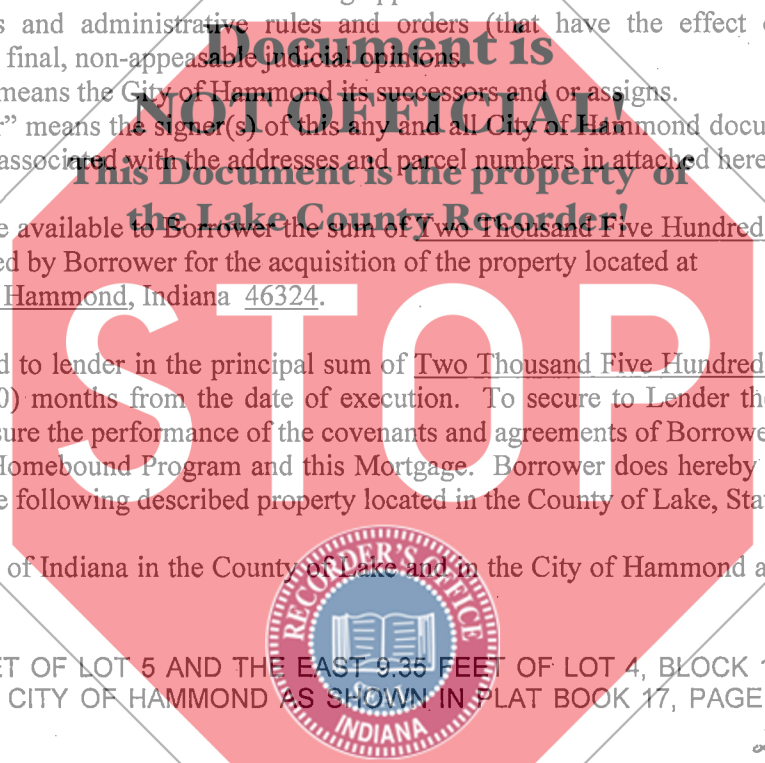 s and administrative rules and orders (that have the effect
final, non-appeasable judicial opinions.
means the City of Hammond its successors and or assigns.
r” means the signer(s) of this any and all City of Hammond docu
associated with the addresses and parcel numbers in attached here
e available to Borrower the sum of Two Thousand Five Hundred
ed by Borrower for the acquisition of the property located at
Hammond, Indiana 46324.
d to lender in the principal sum of Two Thousand Five Hundred
0) months from the date of execution. To secure to Lender the
sure the performance of the covenants and agreements of Borrowe
Homebound Program and this Mortgage. Borrower does hereby
e following described property located in the County of Lake, Sta
of Indiana in the County of Lake and in the City of Hammond a
ET OF LOT 5 AND THE EAST 9.35 FEET OF LOT 4, BLOCK 1
CITY OF HAMMOND AS SHOWN IN PLAT BOOK 17, PAGE
Document is
NOT OFFICIAL!
This Document is the property of
the Lake County Recorder!
STOP
RECORDER'S OFFICE
INDIANA